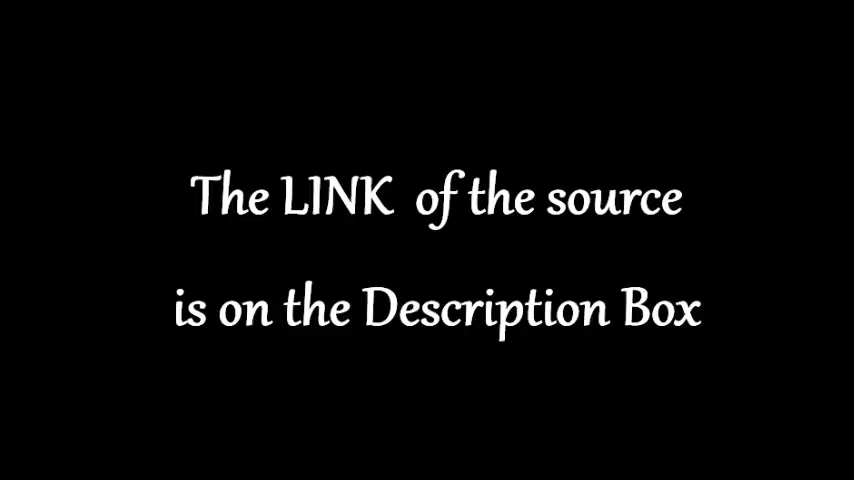 The LINK of the source
is on the Description Box